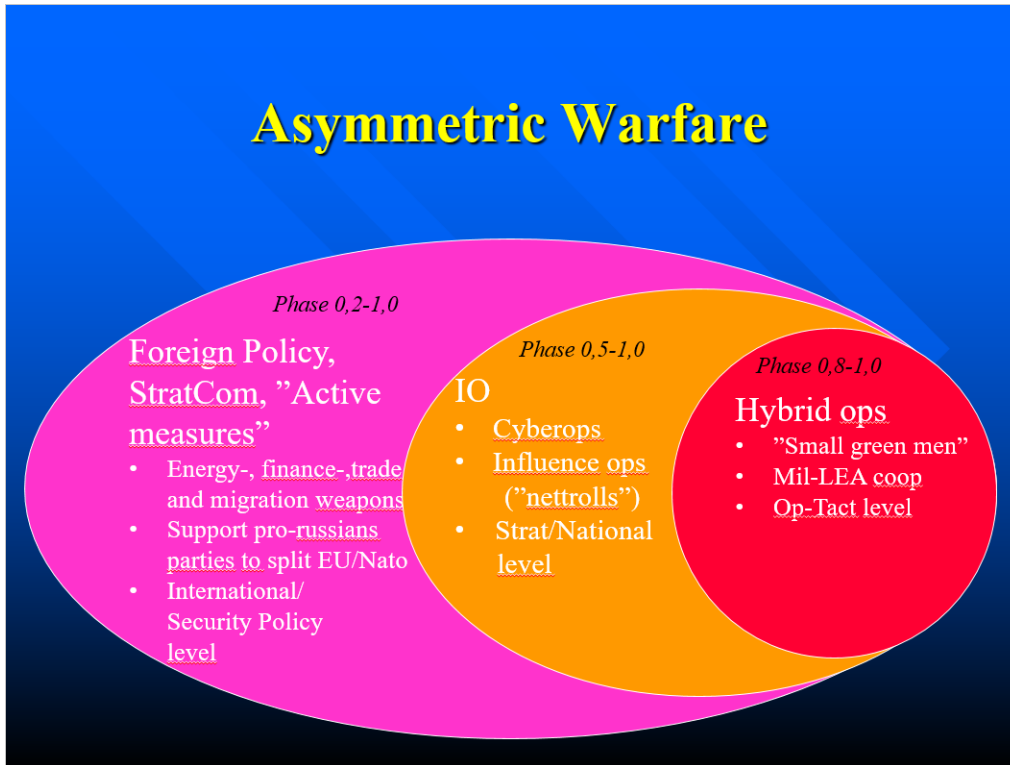 Asymmetric Warfare
Phase 0,2-1,0
Foreign Policy,
StratCom, ”Active
measures”
• Energy-, finance-,trade
and migration weapons
• Support pro-russians
parties to split EU/Nato
• International/
Security Policy
level
Phase 0,5-1,0
IO
• Cyberops
• Influence ops
(”nettrolls”)
• Strat/National
level
Phase 0,8-1,0
Hybrid ops
• ”Small green men”
• Mil-LEA coop
• Op-Tact level